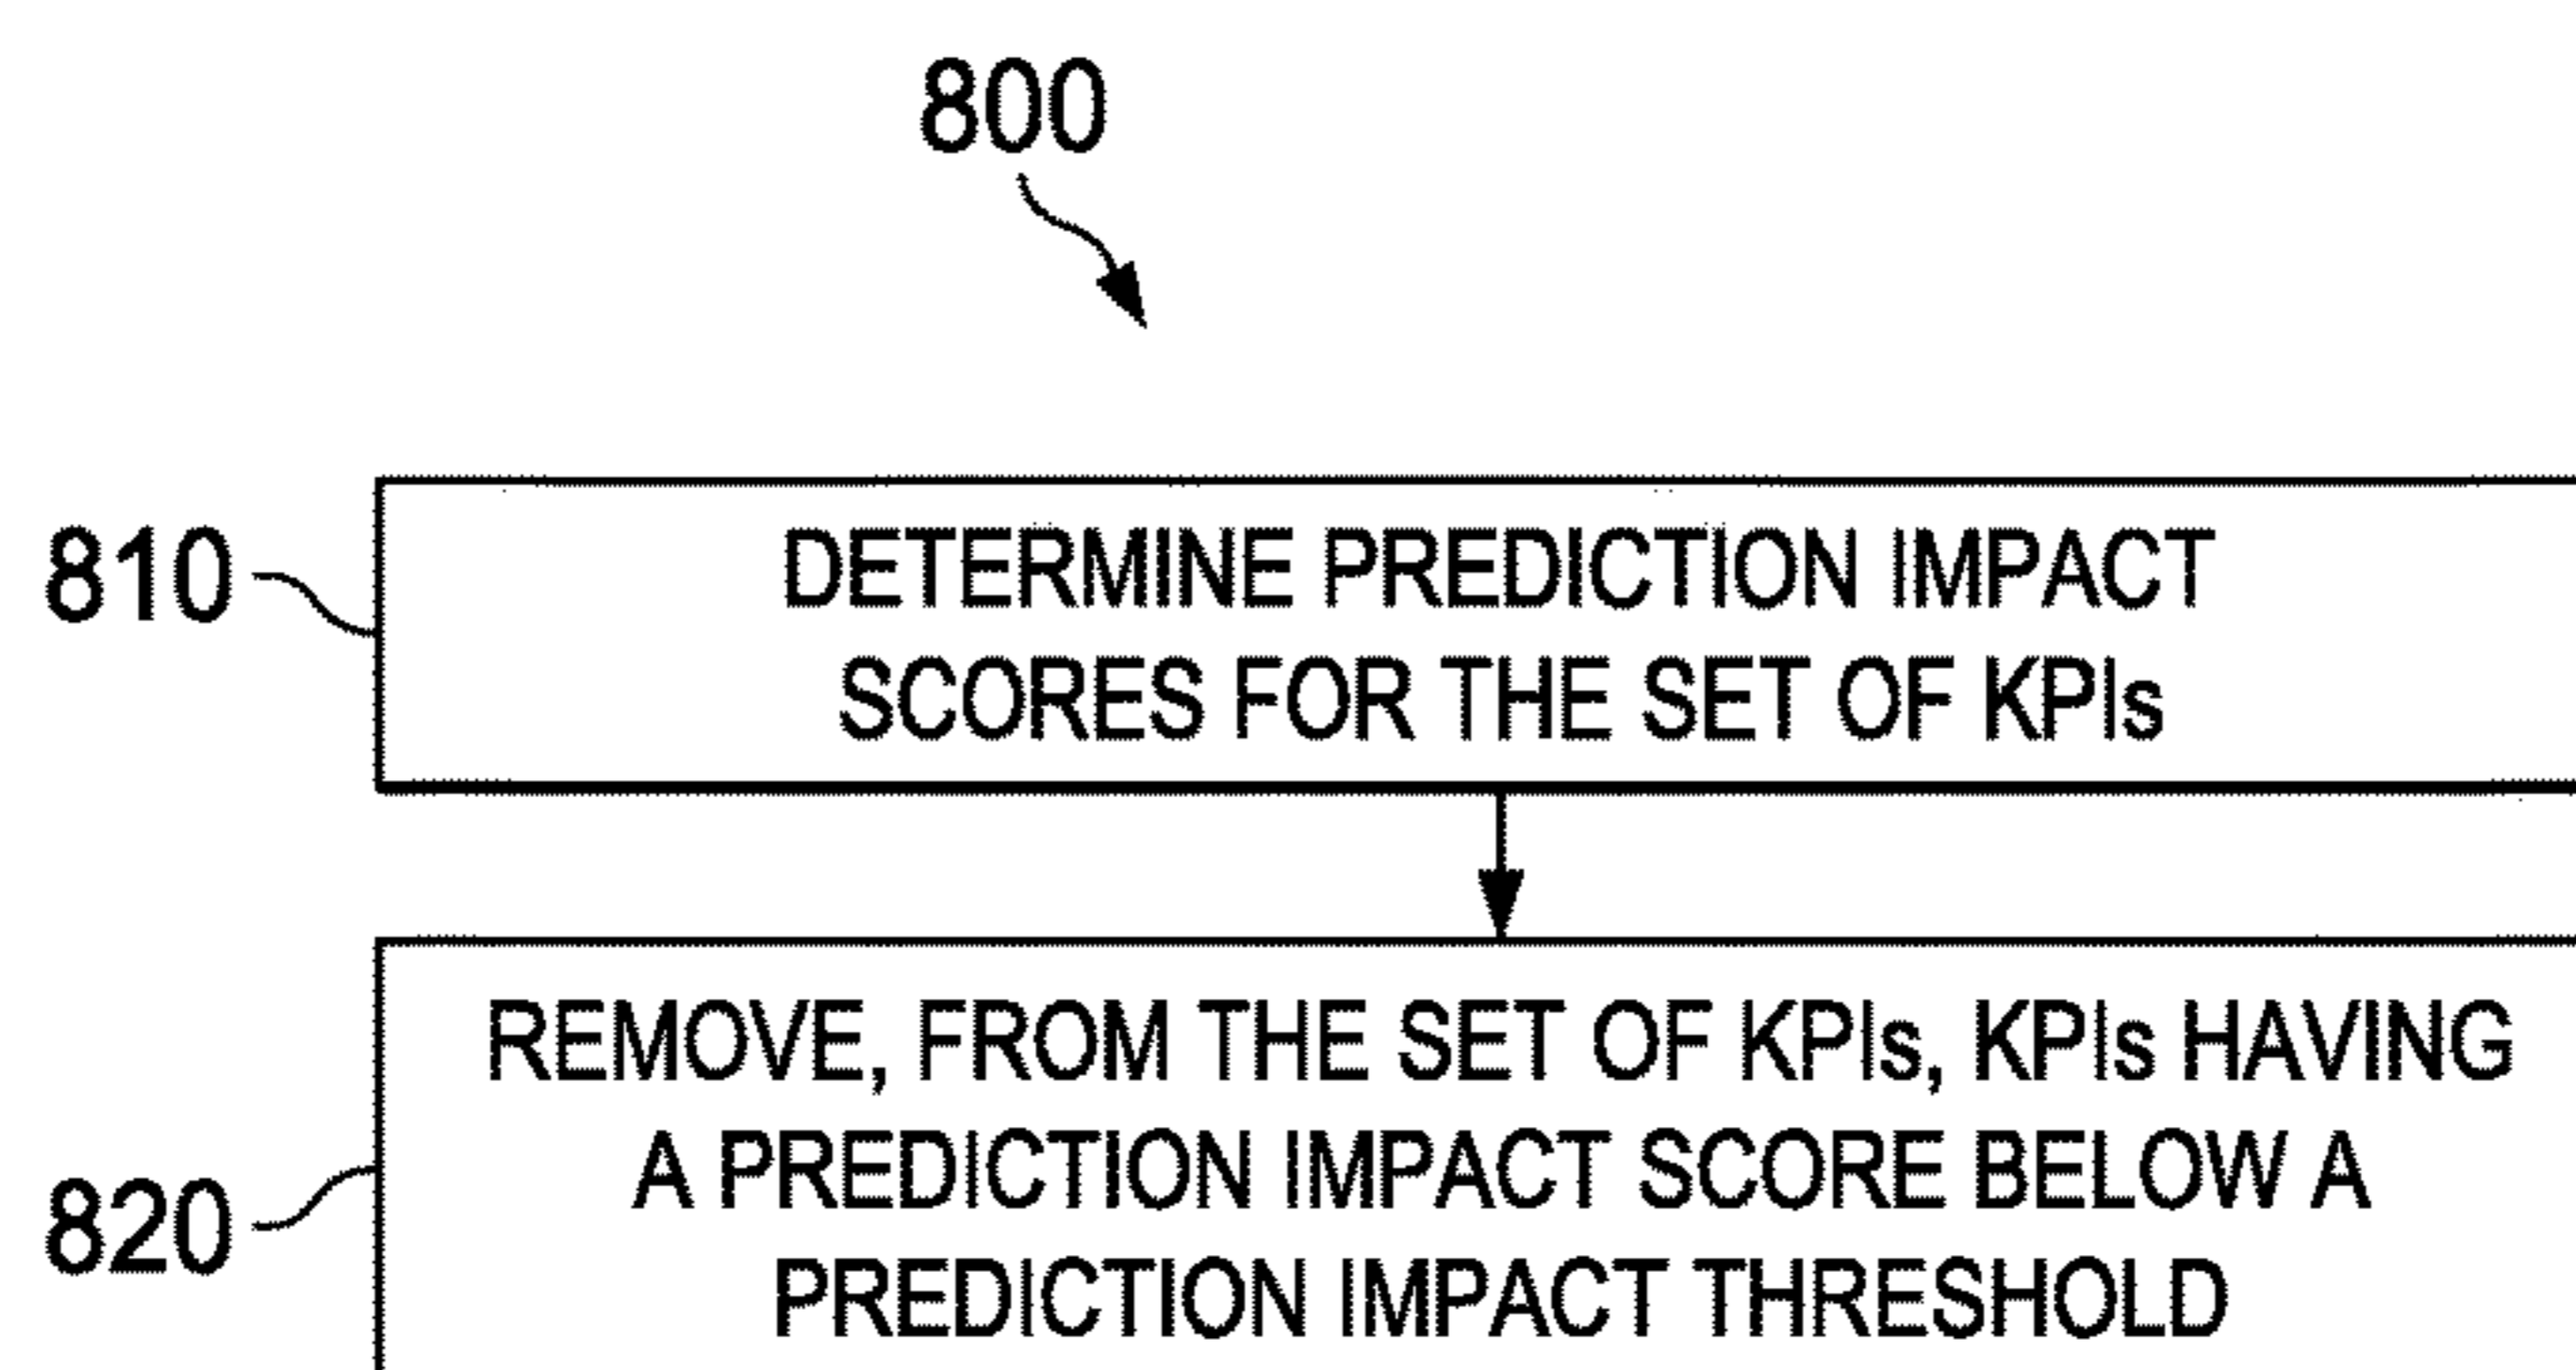 800
810
DETERMINE PREDICTION IMPACT
SCORES FOR THE SET OF KPIs
820
REMOVE, FROM THE SET OF KPIs, KPIs HAVING
A PREDICTION IMPACT SCORE BELOW A
PREDICTION IMPACT THRESHOLD